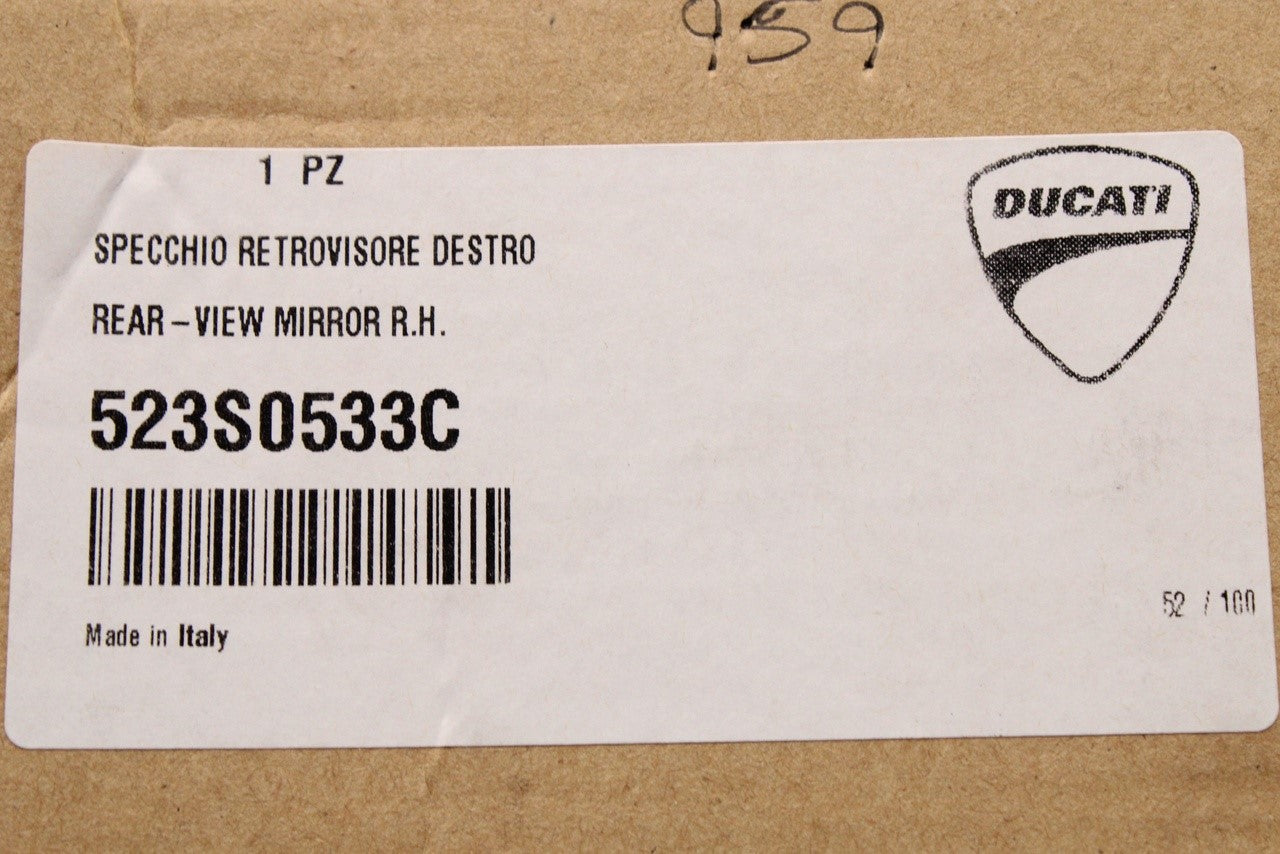 959
1 PZ
DUCATI
SPECCHIO RETROVISORE DESTRO
REAR-VIEW MIRROR R.H.
523S0533C
52 / 100
Made in Italy